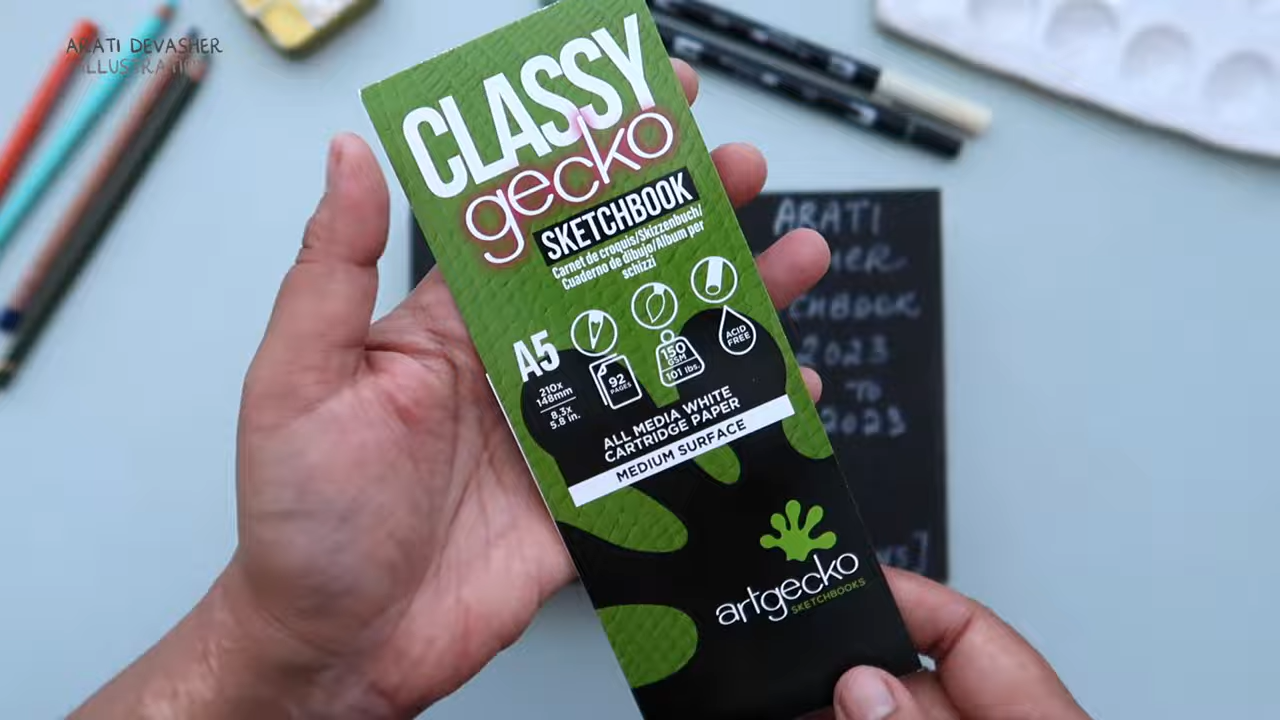 ARATI DEVASHER
ILLUSTRATION
CLASSY
gecko
SKETCHBOOK
Carnet de croquis/Skizzenbuch/
Cuaderno de dibujo/Album per
schizzi
A5
210x
148mm
8.3x
5.8 in.
92
PAGES
150
GSM
101 lbs.
ACID
FREE
ALL MEDIA WHITE
CARTRIDGE PAPER
MEDIUM SURFACE
artgecko
SKETCHBOOKS
ARATI
2023
TO
2023